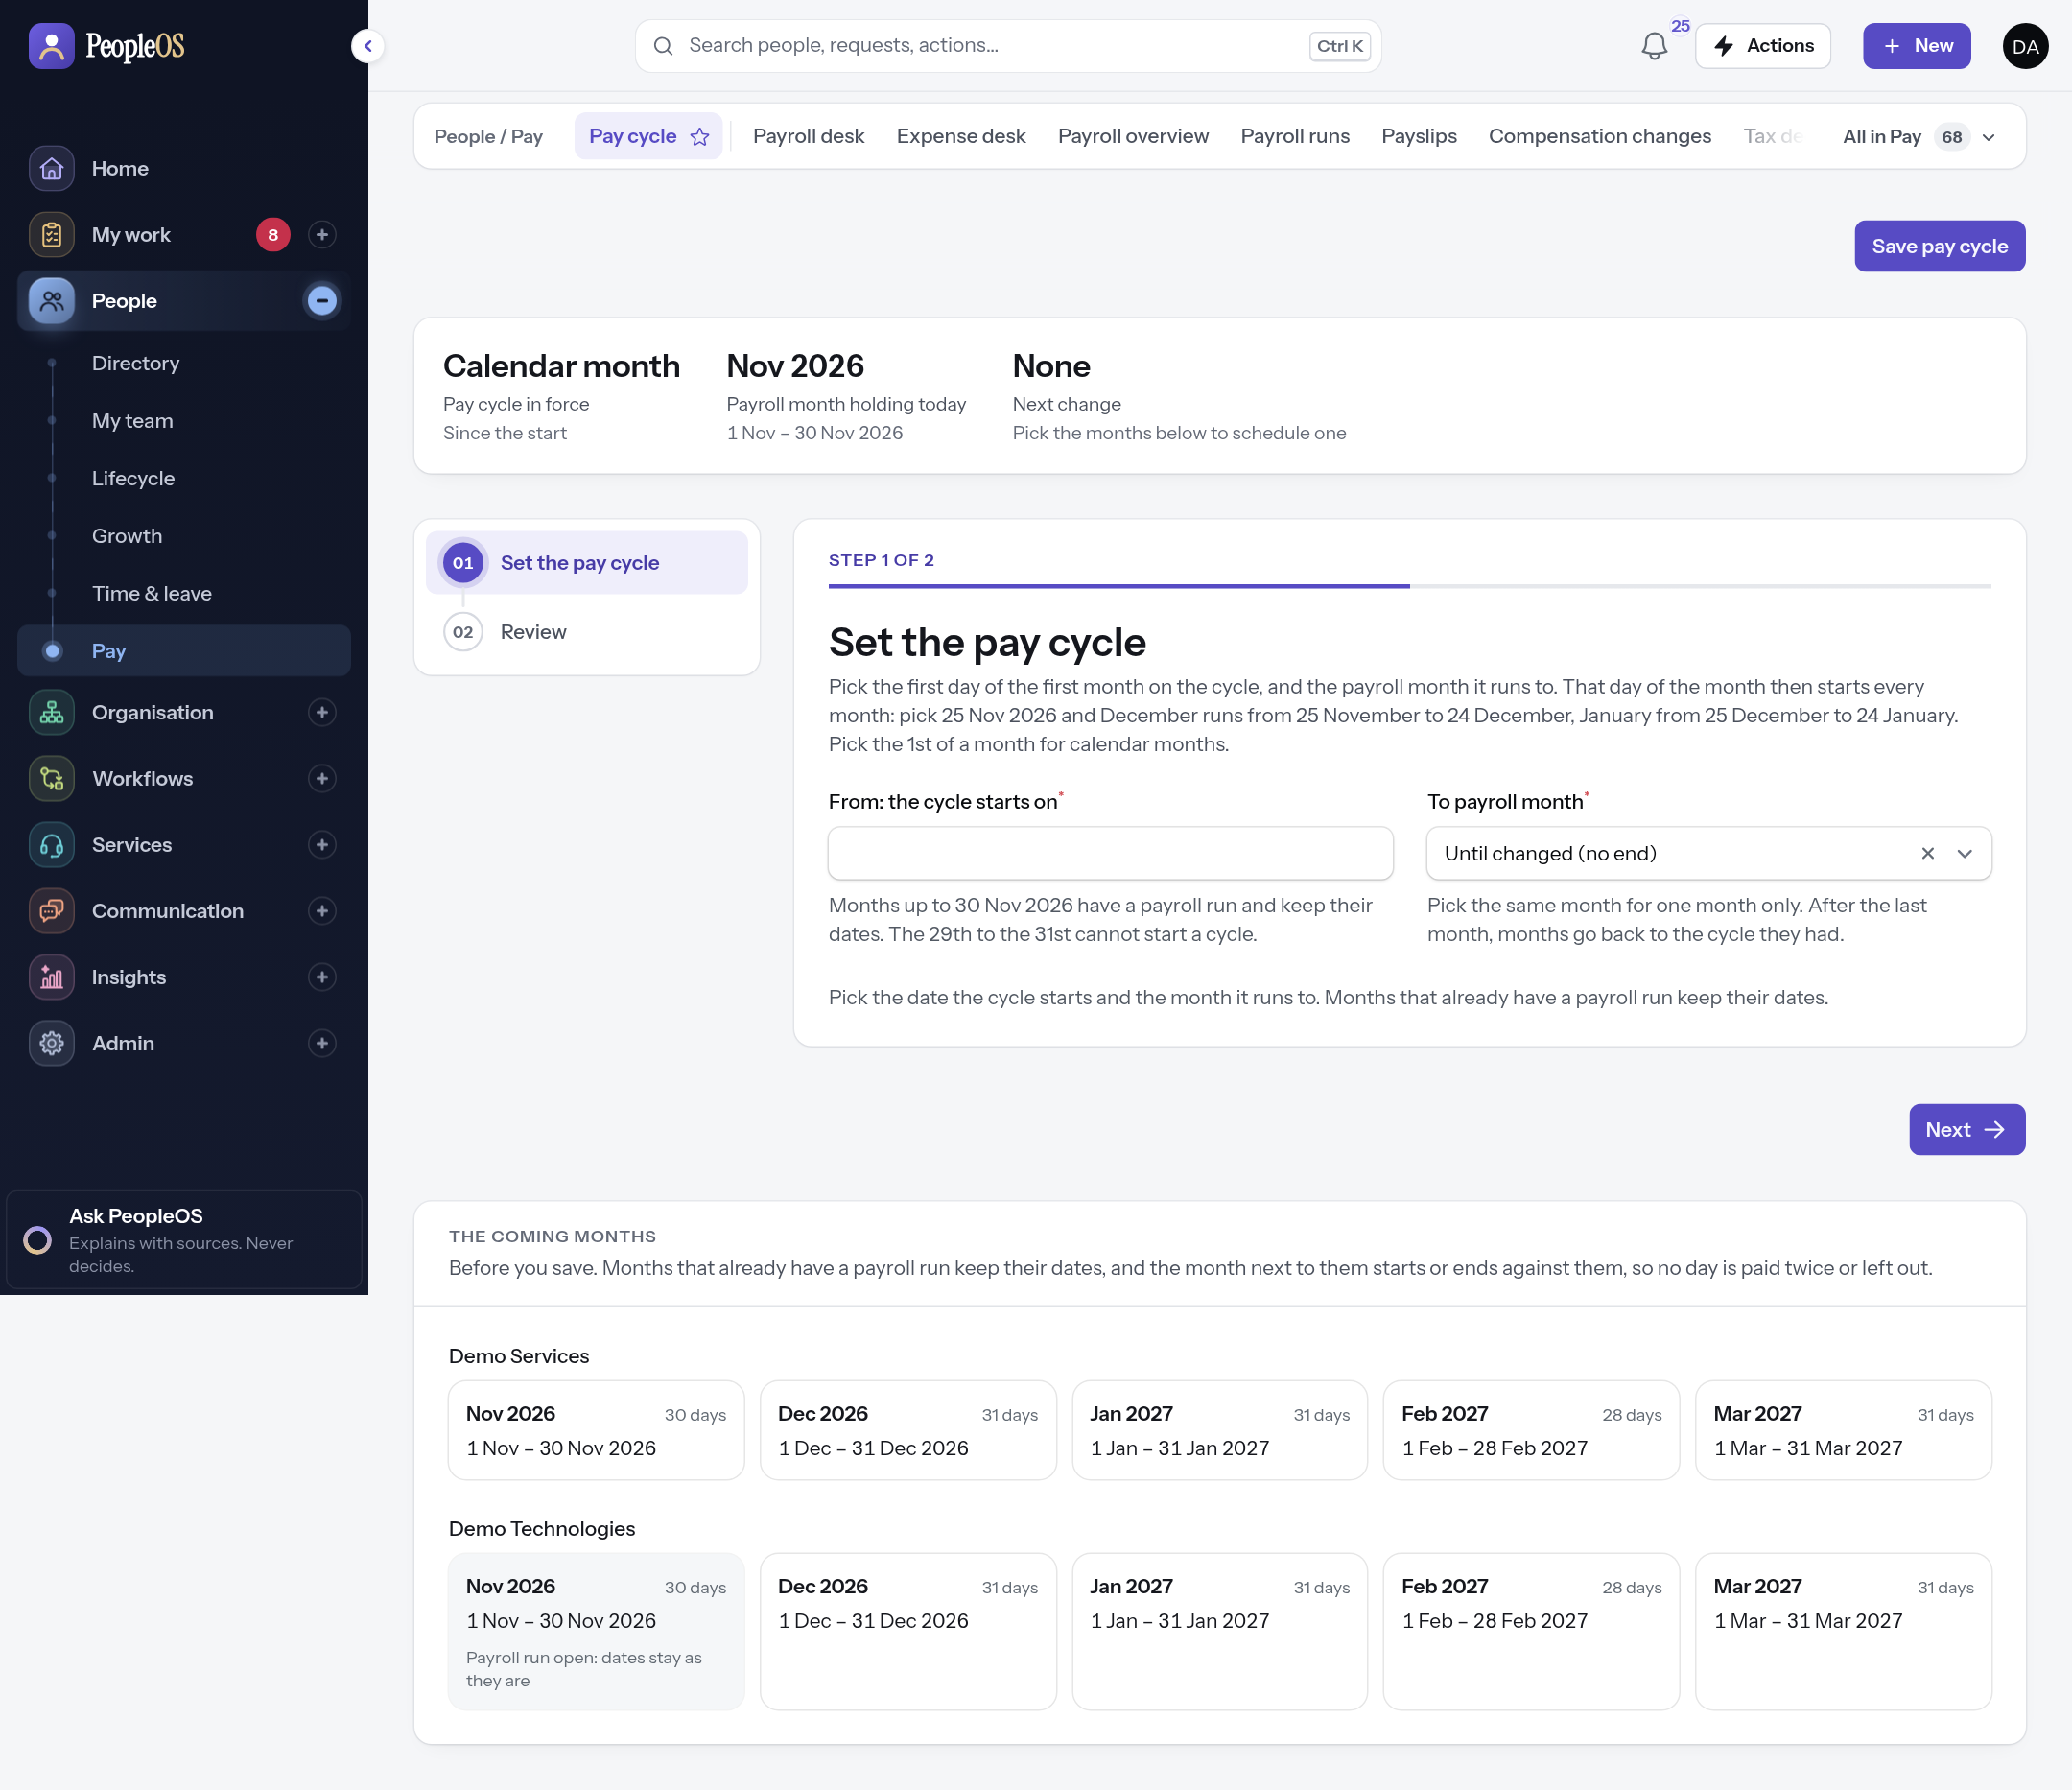 PeopleOS
Search people, requests, actions...
Ctrl K
25
Actions
New
DA
People / Pay
Pay cycle
Payroll desk
Expense desk
Payroll overview
Payroll runs
Payslips
Compensation changes
Tax de
All in Pay
68
Home
My work
8
People
Directory
My team
Lifecycle
Growth
Time & leave
Pay
Organisation
Workflows
Services
Communication
Insights
Admin
Ask PeopleOS
Explains with sources. Never
decides.
Save pay cycle
Calendar month
Pay cycle in force
Since the start
Nov 2026
Payroll month holding today
1 Nov – 30 Nov 2026
None
Next change
Pick the months below to schedule one
01
Set the pay cycle
02
Review
STEP 1 OF 2
Set the pay cycle
Pick the first day of the first month on the cycle, and the payroll month it runs to. That day of the month then starts every
month: pick 25 Nov 2026 and December runs from 25 November to 24 December, January from 25 December to 24 January.
Pick the 1st of a month for calendar months.
From: the cycle starts on*
Months up to 30 Nov 2026 have a payroll run and keep their
dates. The 29th to the 31st cannot start a cycle.
To payroll month*
Until changed (no end)
Pick the same month for one month only. After the last
month, months go back to the cycle they had.
Pick the date the cycle starts and the month it runs to. Months that already have a payroll run keep their dates.
Next
THE COMING MONTHS
Before you save. Months that already have a payroll run keep their dates, and the month next to them starts or ends against them, so no day is paid twice or left out.
Demo Services
Nov 2026
30 days
1 Nov – 30 Nov 2026
Dec 2026
31 days
1 Dec – 31 Dec 2026
Jan 2027
31 days
1 Jan – 31 Jan 2027
Feb 2027
28 days
1 Feb – 28 Feb 2027
Mar 2027
31 days
1 Mar – 31 Mar 2027
Demo Technologies
Nov 2026
30 days
1 Nov – 30 Nov 2026
Payroll run open: dates stay as
they are
Dec 2026
31 days
1 Dec – 31 Dec 2026
Jan 2027
31 days
1 Jan – 31 Jan 2027
Feb 2027
28 days
1 Feb – 28 Feb 2027
Mar 2027
31 days
1 Mar – 31 Mar 2027